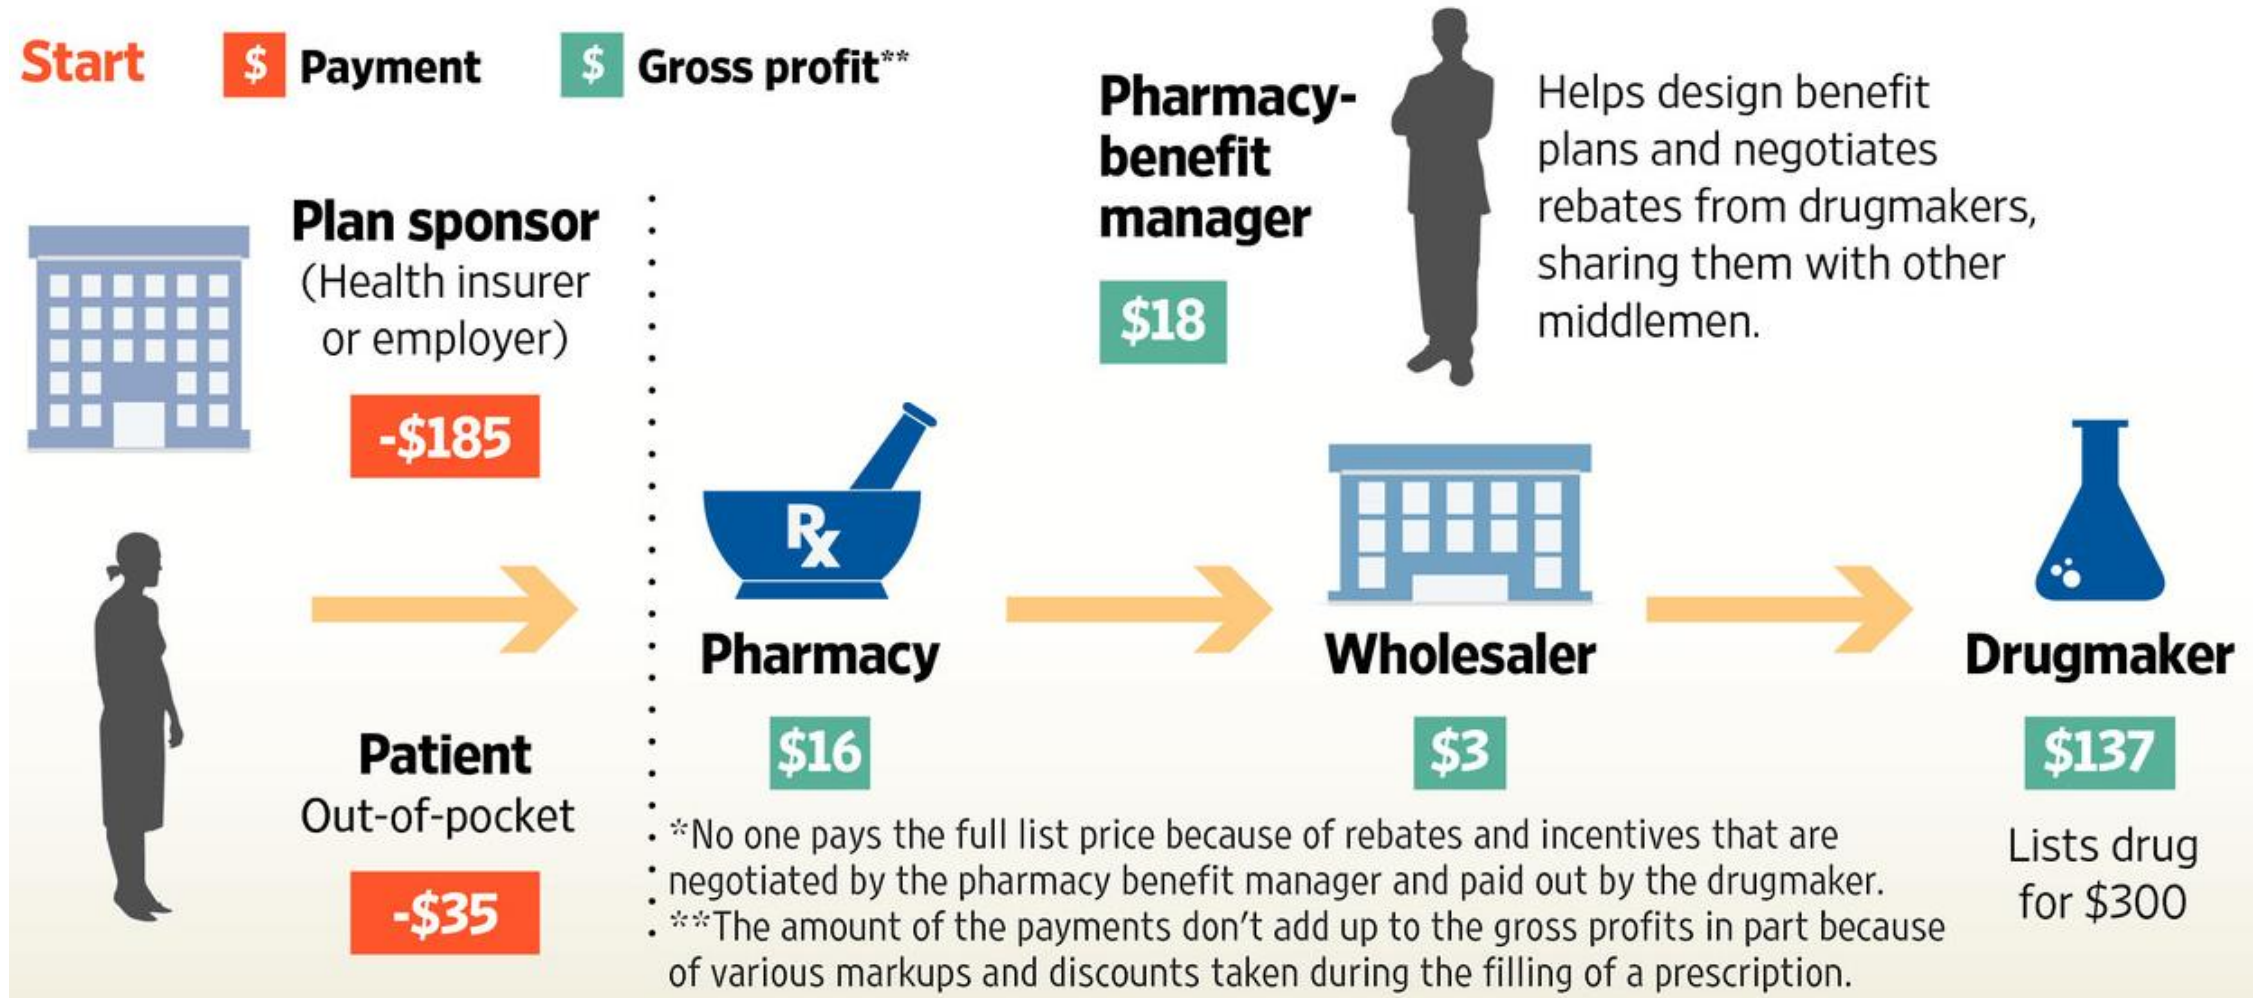 Start
$ Payment
$ Gross profit**
Plan sponsor
(Health insurer
or employer)
-$185
Patient
Out-of-pocket
-$35
Pharmacy-
benefit
manager
$18
Helps design benefit
plans and negotiates
rebates from drugmakers,
sharing them with other
middlemen.
Rx
Pharmacy
$16
Wholesaler
$3
Drugmaker
$137
Lists drug
for $300
*No one pays the full list price because of rebates and incentives that are
negotiated by the pharmacy benefit manager and paid out by the drugmaker.
**The amount of the payments don't add up to the gross profits in part because
of various markups and discounts taken during the filling of a prescription.